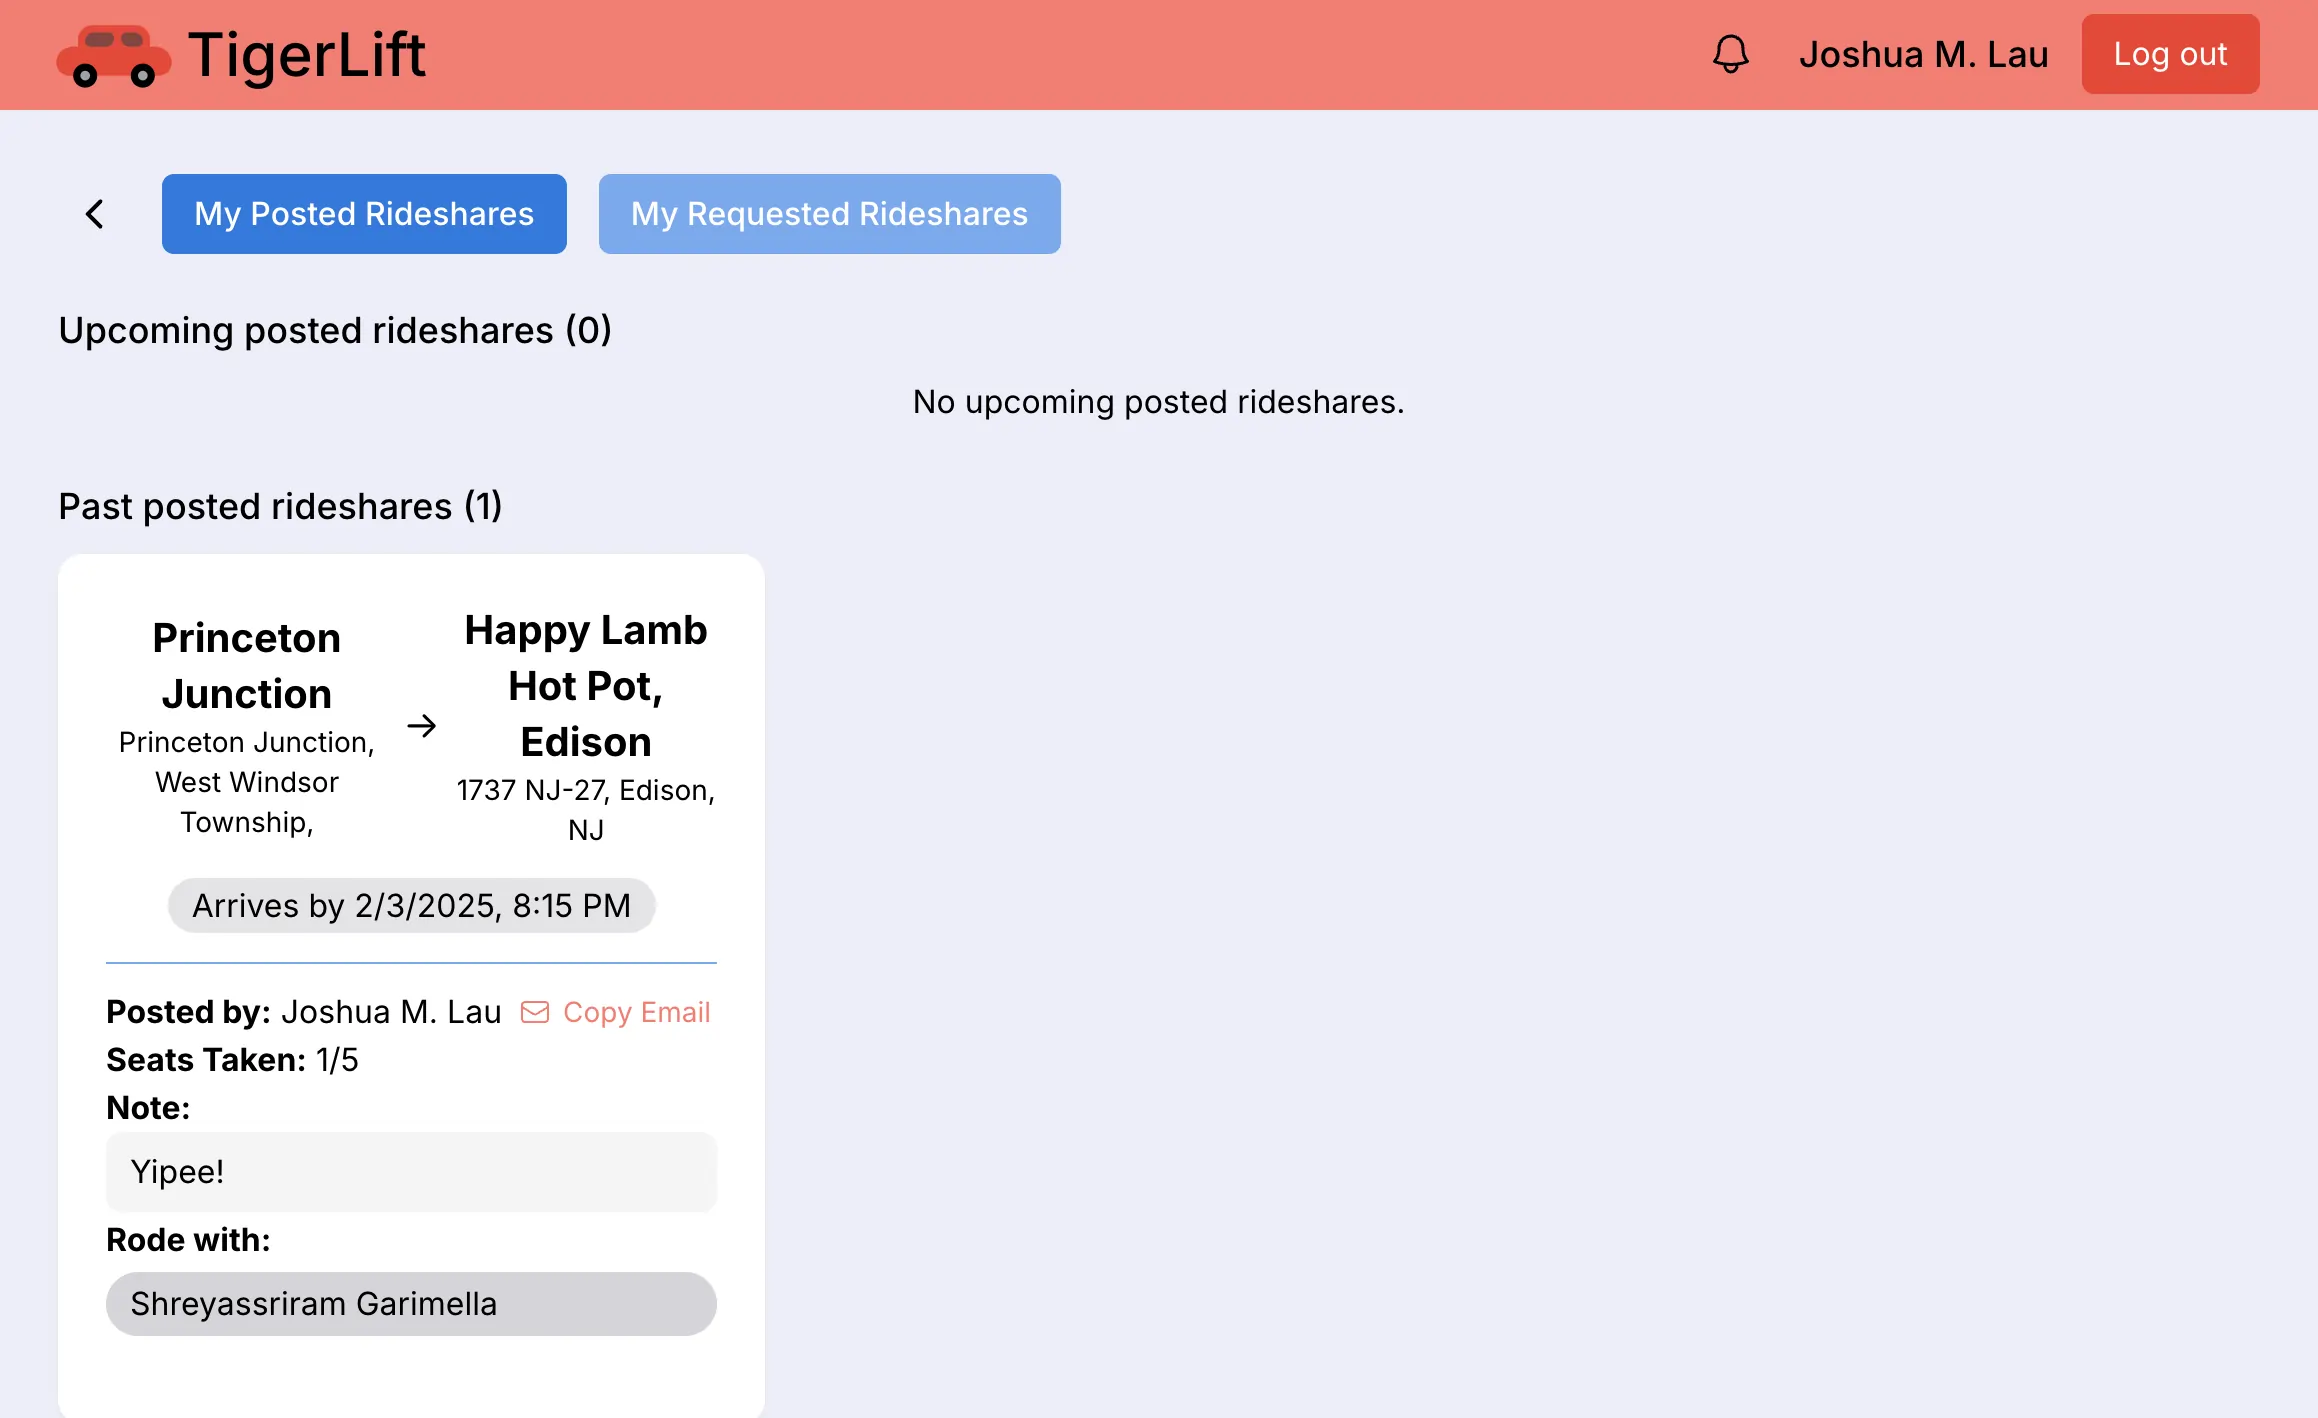 TigerLift
Joshua M. Lau
Log out
My Posted Rideshares
My Requested Rideshares
Upcoming posted rideshares (0)
No upcoming posted rideshares.
Past posted rideshares (1)
Princeton
Junction
Princeton Junction,
West Windsor
Township,
Happy Lamb
Hot Pot,
Edison
1737 NJ-27, Edison,
NJ
Arrives by 2/3/2025, 8:15 PM
Posted by: Joshua M. Lau Copy Email
Seats Taken: 1/5
Note:
Yipee!
Rode with:
Shreyassriram Garimella